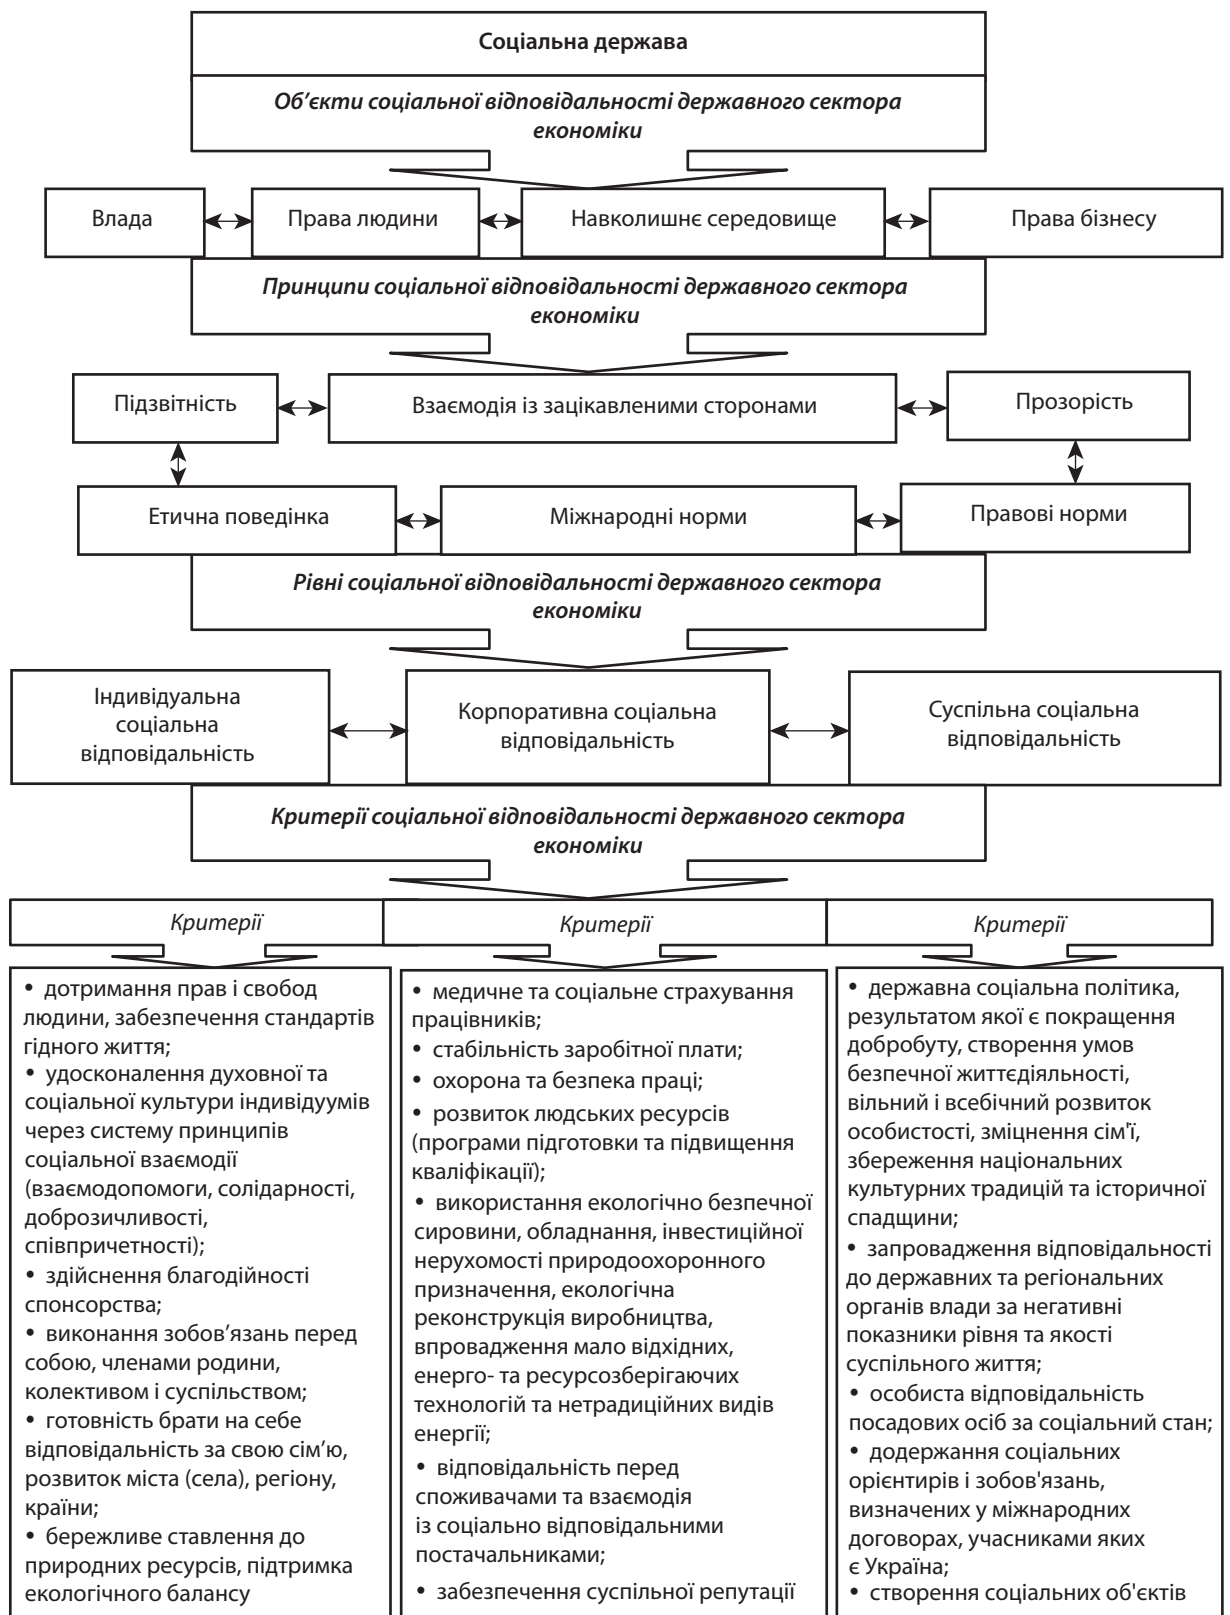 Соціальна держава
Об’єкти соціальної відповідальності державного сектора
економіки
Влада
Права людини
Навколишнє середовище
Права бізнесу
Принципи соціальної відповідальності державного сектора
економіки
Підзвітність
Взаємодія із зацікавленими сторонами
Прозорість
Етична поведінка
Міжнародні норми
Правові норми
Рівні соціальної відповідальності державного сектора
економіки
Індивідуальна
соціальна
відповідальність
Корпоративна соціальна
відповідальність
Суспільна соціальна
відповідальність
Критерії соціальної відповідальності державного сектора
економіки
Критерії
• дотримання прав і свобод
людини, забезпечення стандартів
гідного життя;
• удосконалення духовної та
соціальної культури індивідуумів
через систему принципів
соціальної взаємодії
(взаємодопомоги, солідарності,
доброзичливості,
співпричетності);
• здійснення благодійності
спонсорства;
• виконання зобов’язань перед
собою, членами родини,
колективом і суспільством;
• готовність брати на себе
відповідальність за свою сім’ю,
розвиток міста (села), регіону,
країни;
• бережливе ставлення до
природних ресурсів, підтримка
екологічного балансу
Критерії
• медичне та соціальне страхування
працівників;
• стабільність заробітної плати;
• охорона та безпека праці;
• розвиток людських ресурсів
(програми підготовки та підвищення
кваліфікації);
• використання екологічно безпечної
сировини, обладнання, інвестиційної
нерухомості природоохоронного
призначення, екологічна
реконструкція виробництва,
впровадження мало відхідних,
енерго- та ресурсозберігаючих
технологій та нетрадиційних видів
енергії;
• відповідальність перед
споживачами та взаємодія
із соціально відповідальними
постачальниками;
• забезпечення суспільної репутації
Критерії
• державна соціальна політика,
результатом якої є покращення
добробуту, створення умов
безпечної життєдіяльності,
вільний і всебічний розвиток
особистості, зміцнення сім'ї,
збереження національних
культурних традицій та історичної
спадщини;
• запровадження відповідальності
до державних та регіональних
органів влади за негативні
показники рівня та якості
суспільного життя;
• особиста відповідальність
посадових осіб за соціальний стан;
• додержання соціальних
орієнтирів і зобов'язань,
визначених у міжнародних
договорах, учасниками яких
є Україна;
• створення соціальних об'єктів